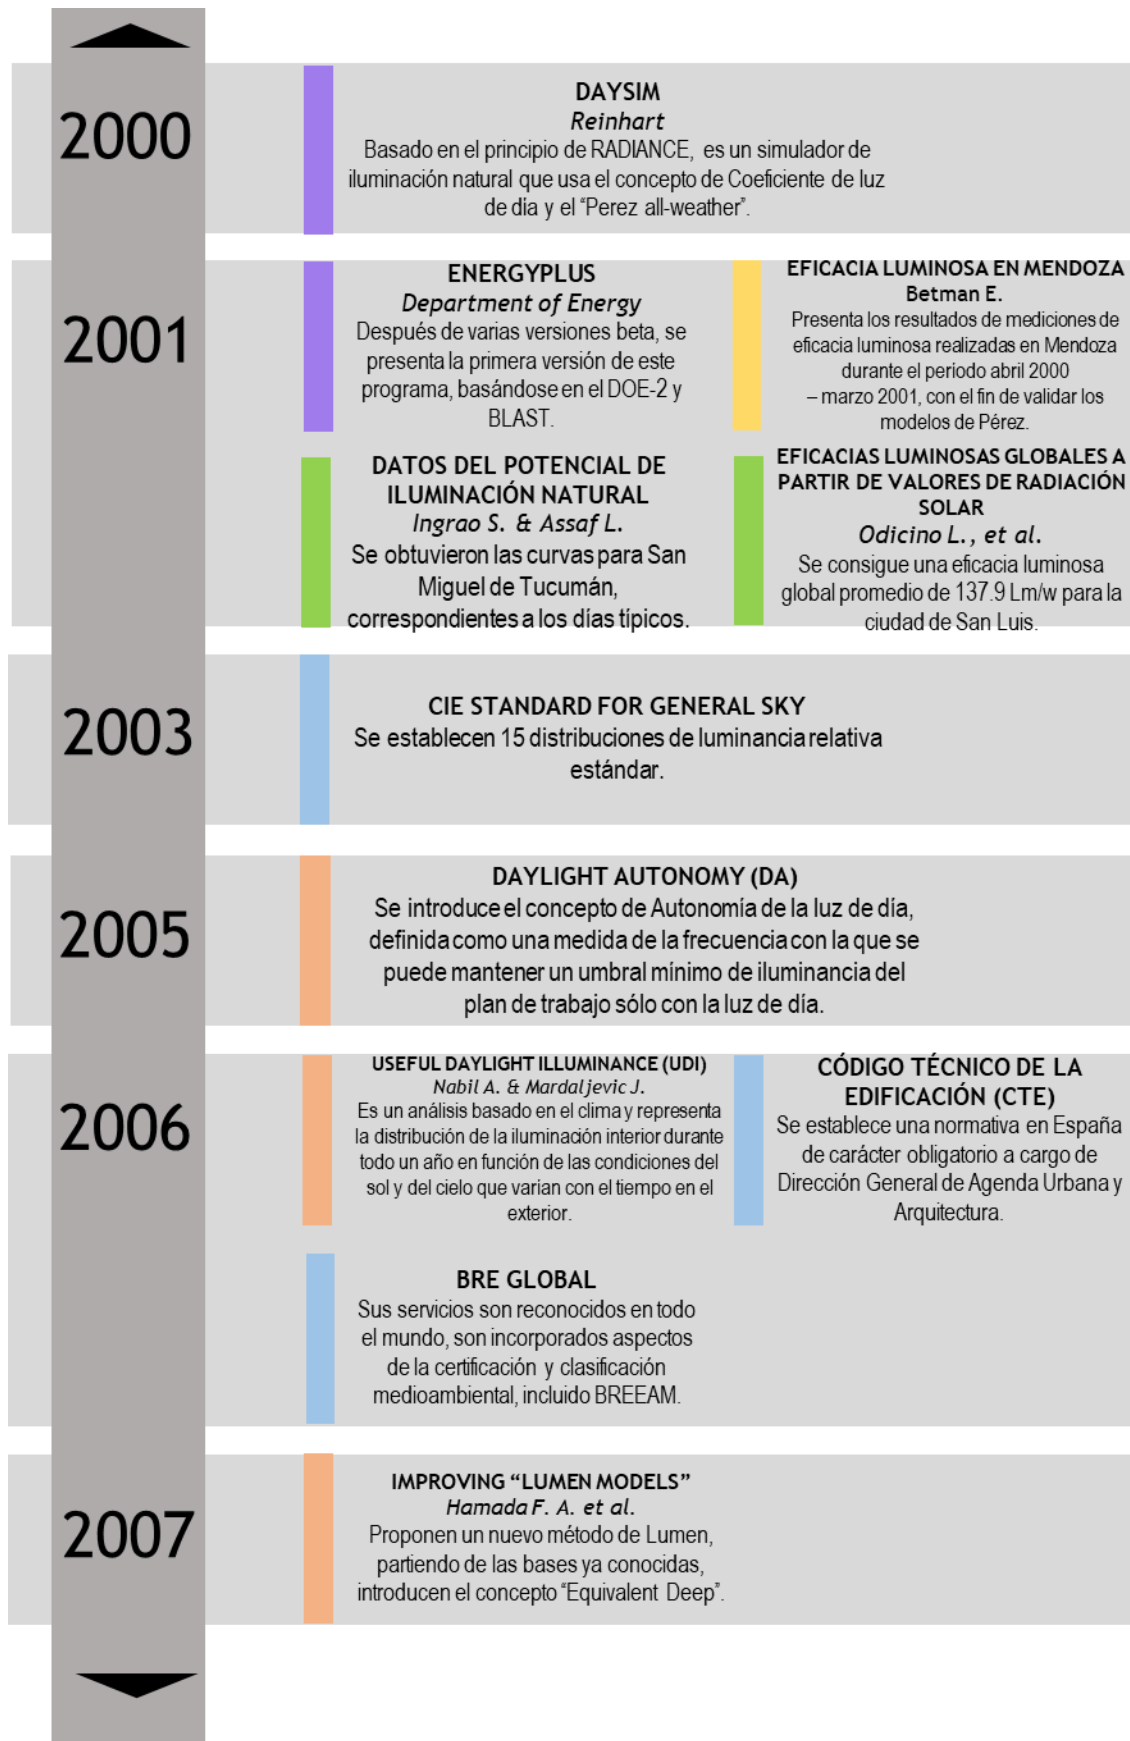 2000
DAYSIM
Reinhart
Basado en el principio de RADIANCE, es un simulador de
iluminación natural que usa el concepto de Coeficiente de luz
de día y el “Perez all-weather”.
2001
ENERGYPLUS
Department of Energy
Después de varias versiones beta, se
presenta la primera versión de este
programa, basándose en el DOE-2 y
BLAST.
EFICACIA LUMINOSA EN MENDOZA
Betman E.
Presenta los resultados de mediciones de
eficacia luminosa realizadas en Mendoza
durante el período abril 2000
– marzo 2001, con el fin de validar los
modelos de Pérez.
DATOS DEL POTENCIAL DE
ILUMINACIÓN NATURAL
Ingrao S. & Assaf L.
Se obtuvieron las curvas para San
Miguel de Tucumán,
correspondientes a los días típicos.
EFICACIAS LUMINOSAS GLOBALES A
PARTIR DE VALORES DE RADIACIÓN
SOLAR
Odicino L., et al.
Se consigue una eficacia luminosa
global promedio de 137.9 Lm/w para la
ciudad de San Luis.
2003
CIE STANDARD FOR GENERAL SKY
Se establecen 15 distribuciones de luminancia relativa
estándar.
2005
DAYLIGHT AUTONOMY (DA)
Se introduce el concepto de Autonomía de la luz de día,
definida como una medida de la frecuencia con la que se
puede mantener un umbral mínimo de iluminancia del
plan de trabajo sólo con la luz de día.
2006
USEFUL DAYLIGHT ILLUMINANCE (UDI)
Nabil A. & Mardaljevic J.
Es un análisis basado en el clima y representa
la distribución de la iluminación interior durante
todo un año en función de las condiciones del
sol y del cielo que varian con el tiempo en el
exterior.
CÓDIGO TÉCNICO DE LA
EDIFICACIÓN (CTE)
Se establece una normativa en España
de carácter obligatorio a cargo de
Dirección General de Agenda Urbana y
Arquitectura.
BRE GLOBAL
Sus servicios son reconocidos en todo
el mundo, son incorporados aspectos
de la certificación y clasificación
medioambiental, incluido BREEAM.
2007
IMPROVING “LUMEN MODELS”
Hamada F. A. et al.
Proponen un nuevo método de Lumen,
partiendo de las bases ya conocidas,
introducen el concepto “Equivalent Deep”.